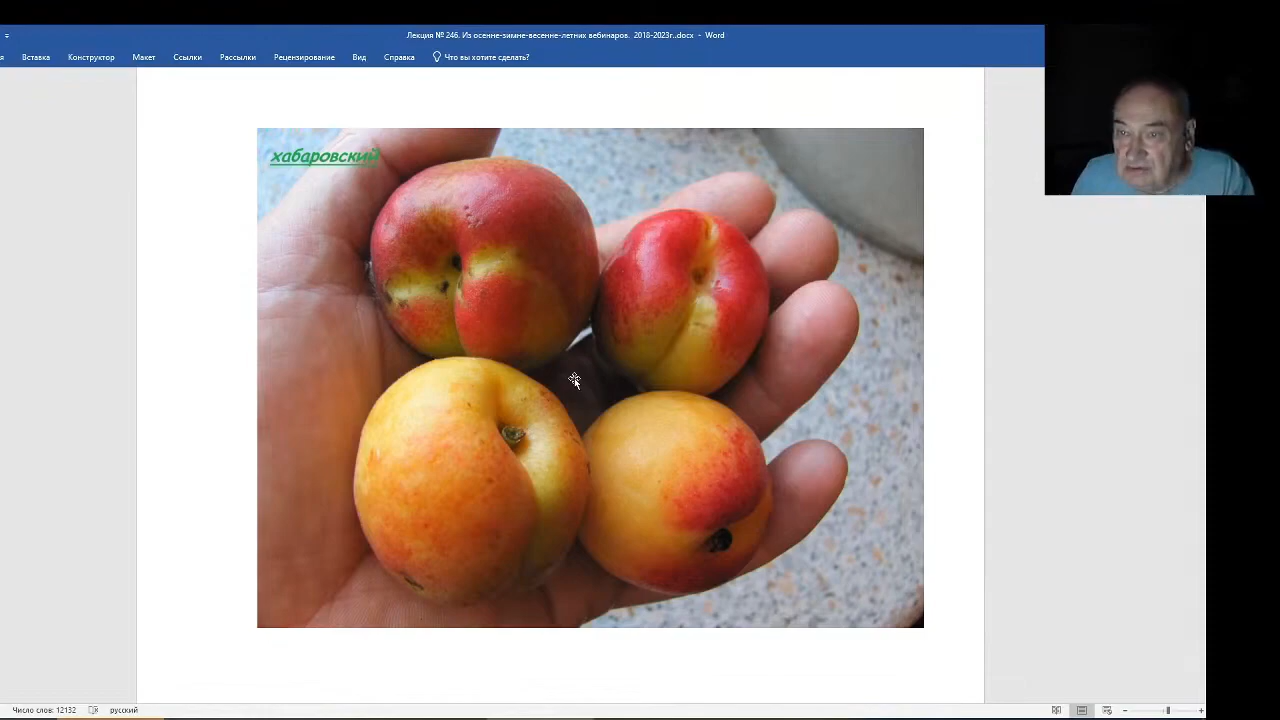 Лекция № 246. Из осенне-зимне-весенне-летних вебинаров. 2018-2023г..docx - Word
я Вставка Конструктор Макет Ссылки Рассылки Рецензирование Вид Справка Что вы хотите сделать?
хабаровский
Число слов: 12132 русский